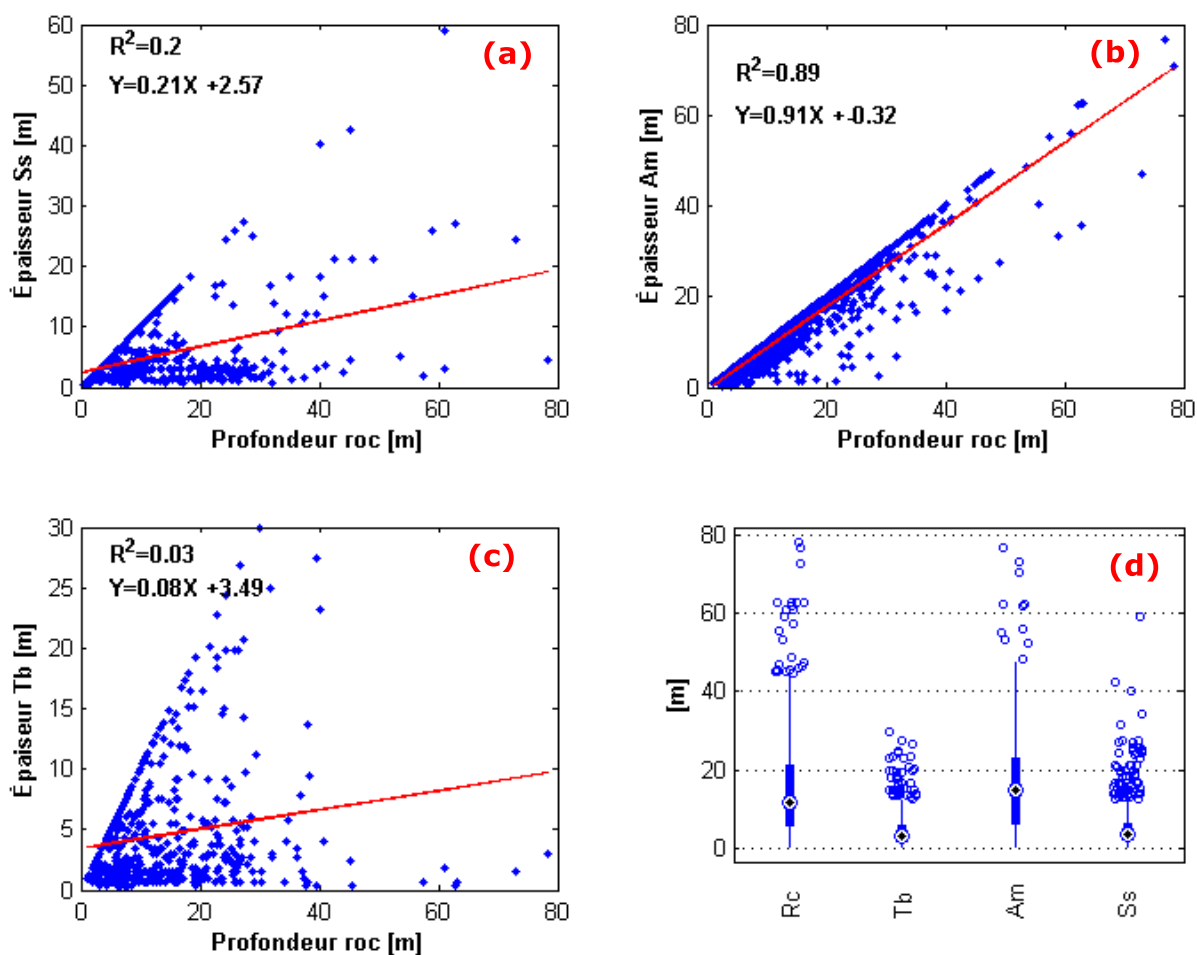 (a)
R²=0.2
Y=0.21X +2.57
Épaisseur Ss [m]
60
50
40
30
20
10
0
0 20 40 60 80
Profondeur roc [m]
(b)
R²=0.89
Y=0.91X +-0.32
Épaisseur Am [m]
80
60
40
20
0
0 20 40 60 80
Profondeur roc [m]
(c)
R²=0.03
Y=0.08X +3.49
Épaiseur Tb [m]
30
25
20
15
10
5
0
0 20 40 60 80
Profondeur roc [m]
(d)
[m]
80
60
40
20
0
Rc Tb Am Ss